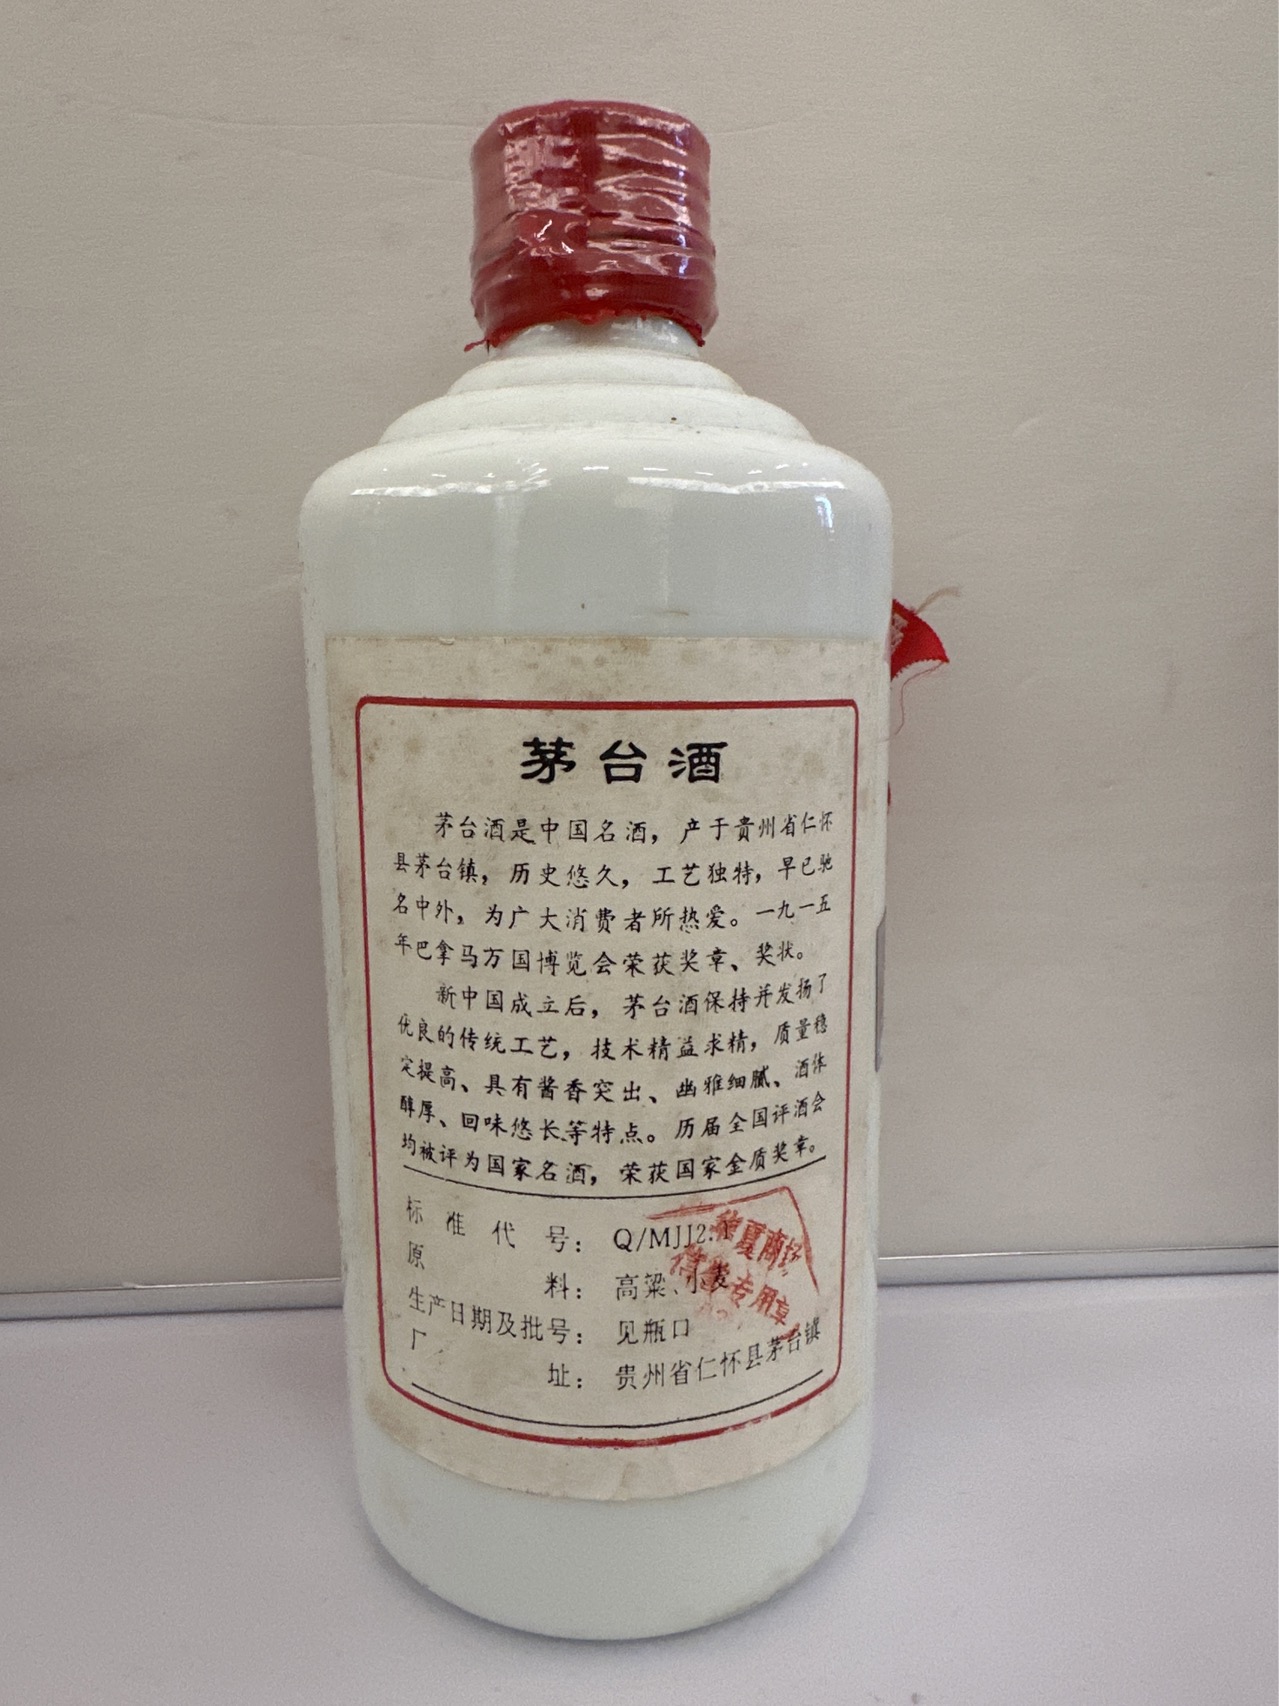 茅台酒
茅台酒是中国名酒，产于贵州省仁怀
县茅台镇，历史悠久，工艺独特，早已驰
名中外，为广大消费者所热爱。一九一五
年巴拿马万国博览会荣获奖章、奖状。
新中国成立后，茅台酒保持并发扬了
优良的传统工艺，技术精益求精，质量稳
定提高、具有酱香突出、幽雅细腻、酒体
醇厚、回味悠长等特点。历届全国评酒会
均被评为国家名酒，荣获国家金质奖章。
标准代号：Q/MJJ2.1
原料：高粱、小麦
生产日期及批号：见瓶口
厂址：贵州省仁怀县茅台镇
夏商场
专用章